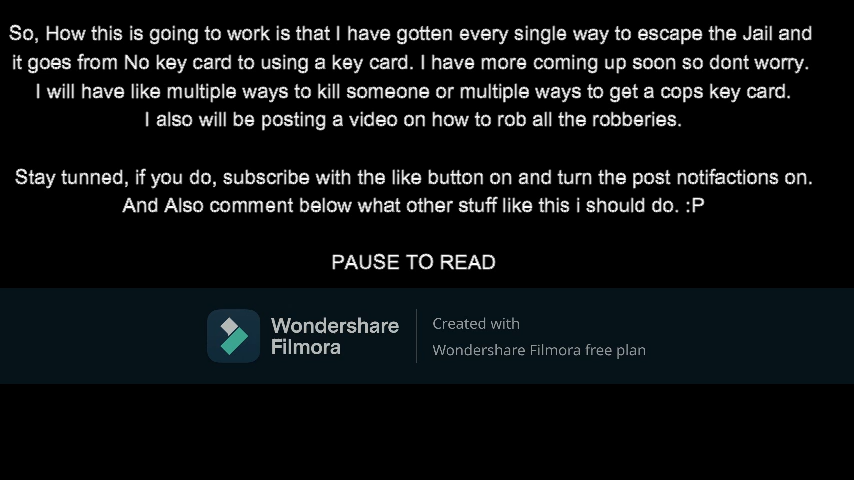 So, How this is going to work is that I have gotten every single way to escape the Jail and
it goes from No key card to using a key card. I have more coming up soon so dont worry.
I will have like multiple ways to kill someone or multiple ways to get a cops key card.
I also will be posting a video on how to rob all the robberies.
Stay tunned, if you do, subscribe with the like button on and turn the post notifactions on.
And Also comment below what other stuff like this i should do. :P
PAUSE TO READ
Wondershare
Filmora
Created with
Wondershare Filmora free plan